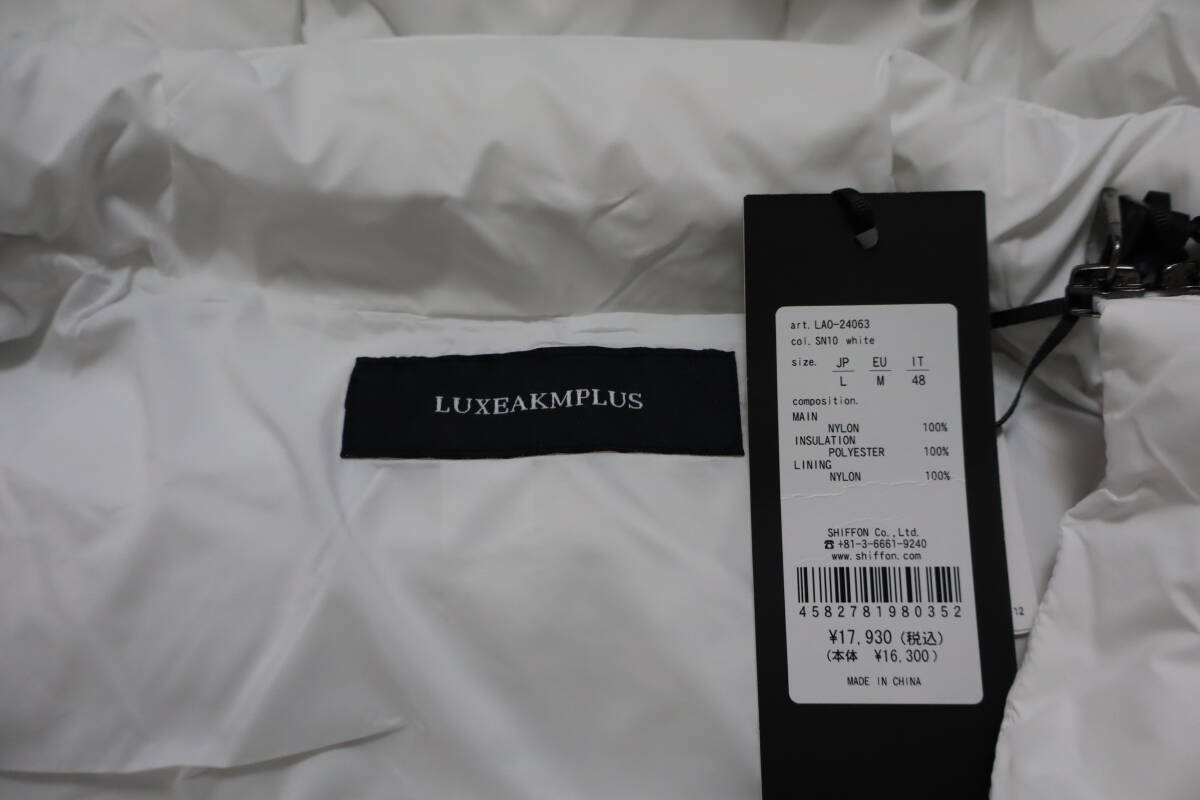 LUXEAKMPLUS
art. LAO-24063
col. SN10 white
size. JP EU IT
L M 48
composition.
MAIN
NYLON 100%
INSULATION
POLYESTER 100%
LINING
NYLON 100%
SHIFFON Co., Ltd.
☎+81-3-6661-9240
www.shiffon.com
4582781980352
¥17,930 (税込)
(本体 ¥16,300)
MADE IN CHINA
-12